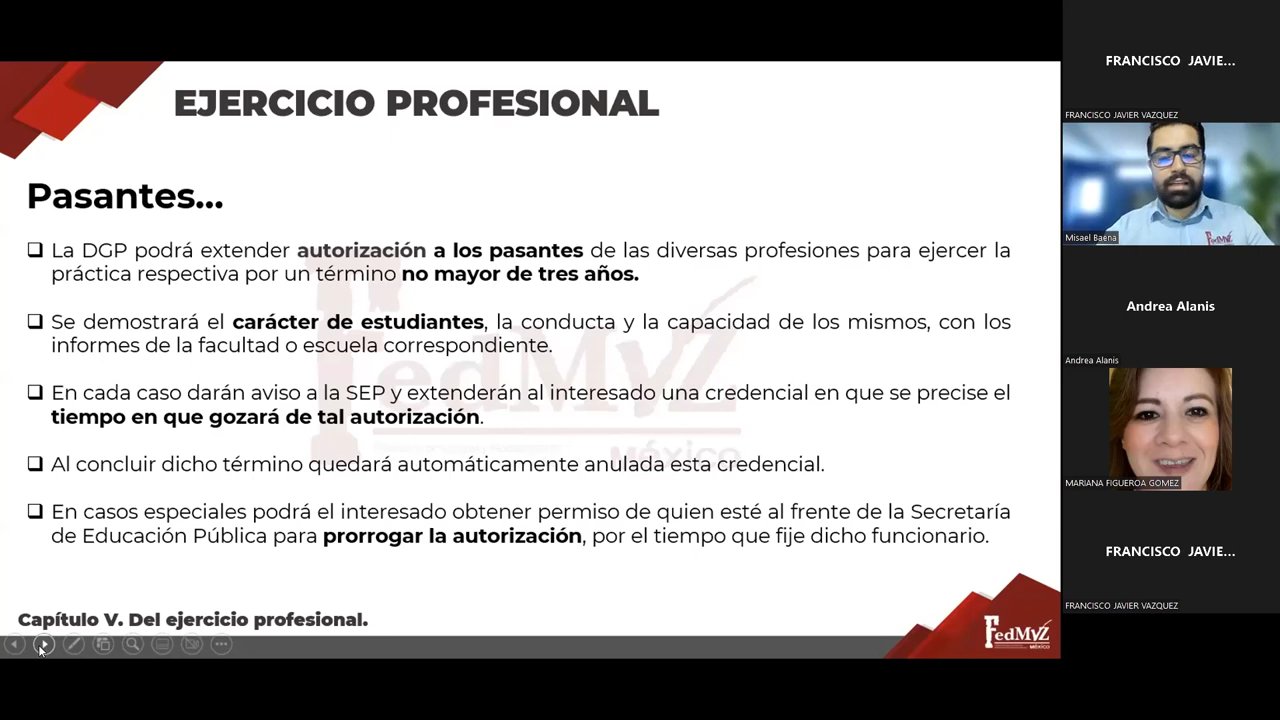 EJERCICIO PROFESIONAL
Pasantes...
La DGP podrá extender autorización a los pasantes de las diversas profesiones para ejercer la
práctica respectiva por un término no mayor de tres años.
Se demostrará el carácter de estudiantes, la conducta y la capacidad de los mismos, con los
informes de la facultad o escuela correspondiente.
En cada caso darán aviso a la SEP y extenderán al interesado una credencial en que se precise el
tiempo en que gozará de tal autorización.
Al concluir dicho término quedará automáticamente anulada esta credencial.
En casos especiales podrá el interesado obtener permiso de quien esté al frente de la Secretaría
de Educación Pública para prorrogar la autorización, por el tiempo que fije dicho funcionario.
Capítulo V. Del ejercicio profesional.
FedMVZ
México
FedMVZ
México
FRANCISCO JAVIE...
FRANCISCO JAVIER VAZQUEZ
Misael Baena
Andrea Alanis
Andrea Alanis
MARIANA FIGUEROA GOMEZ
FRANCISCO JAVIE...
FRANCISCO JAVIER VAZQUEZ